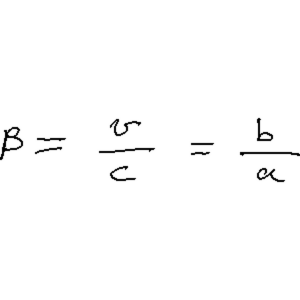 β = v/c = b/a